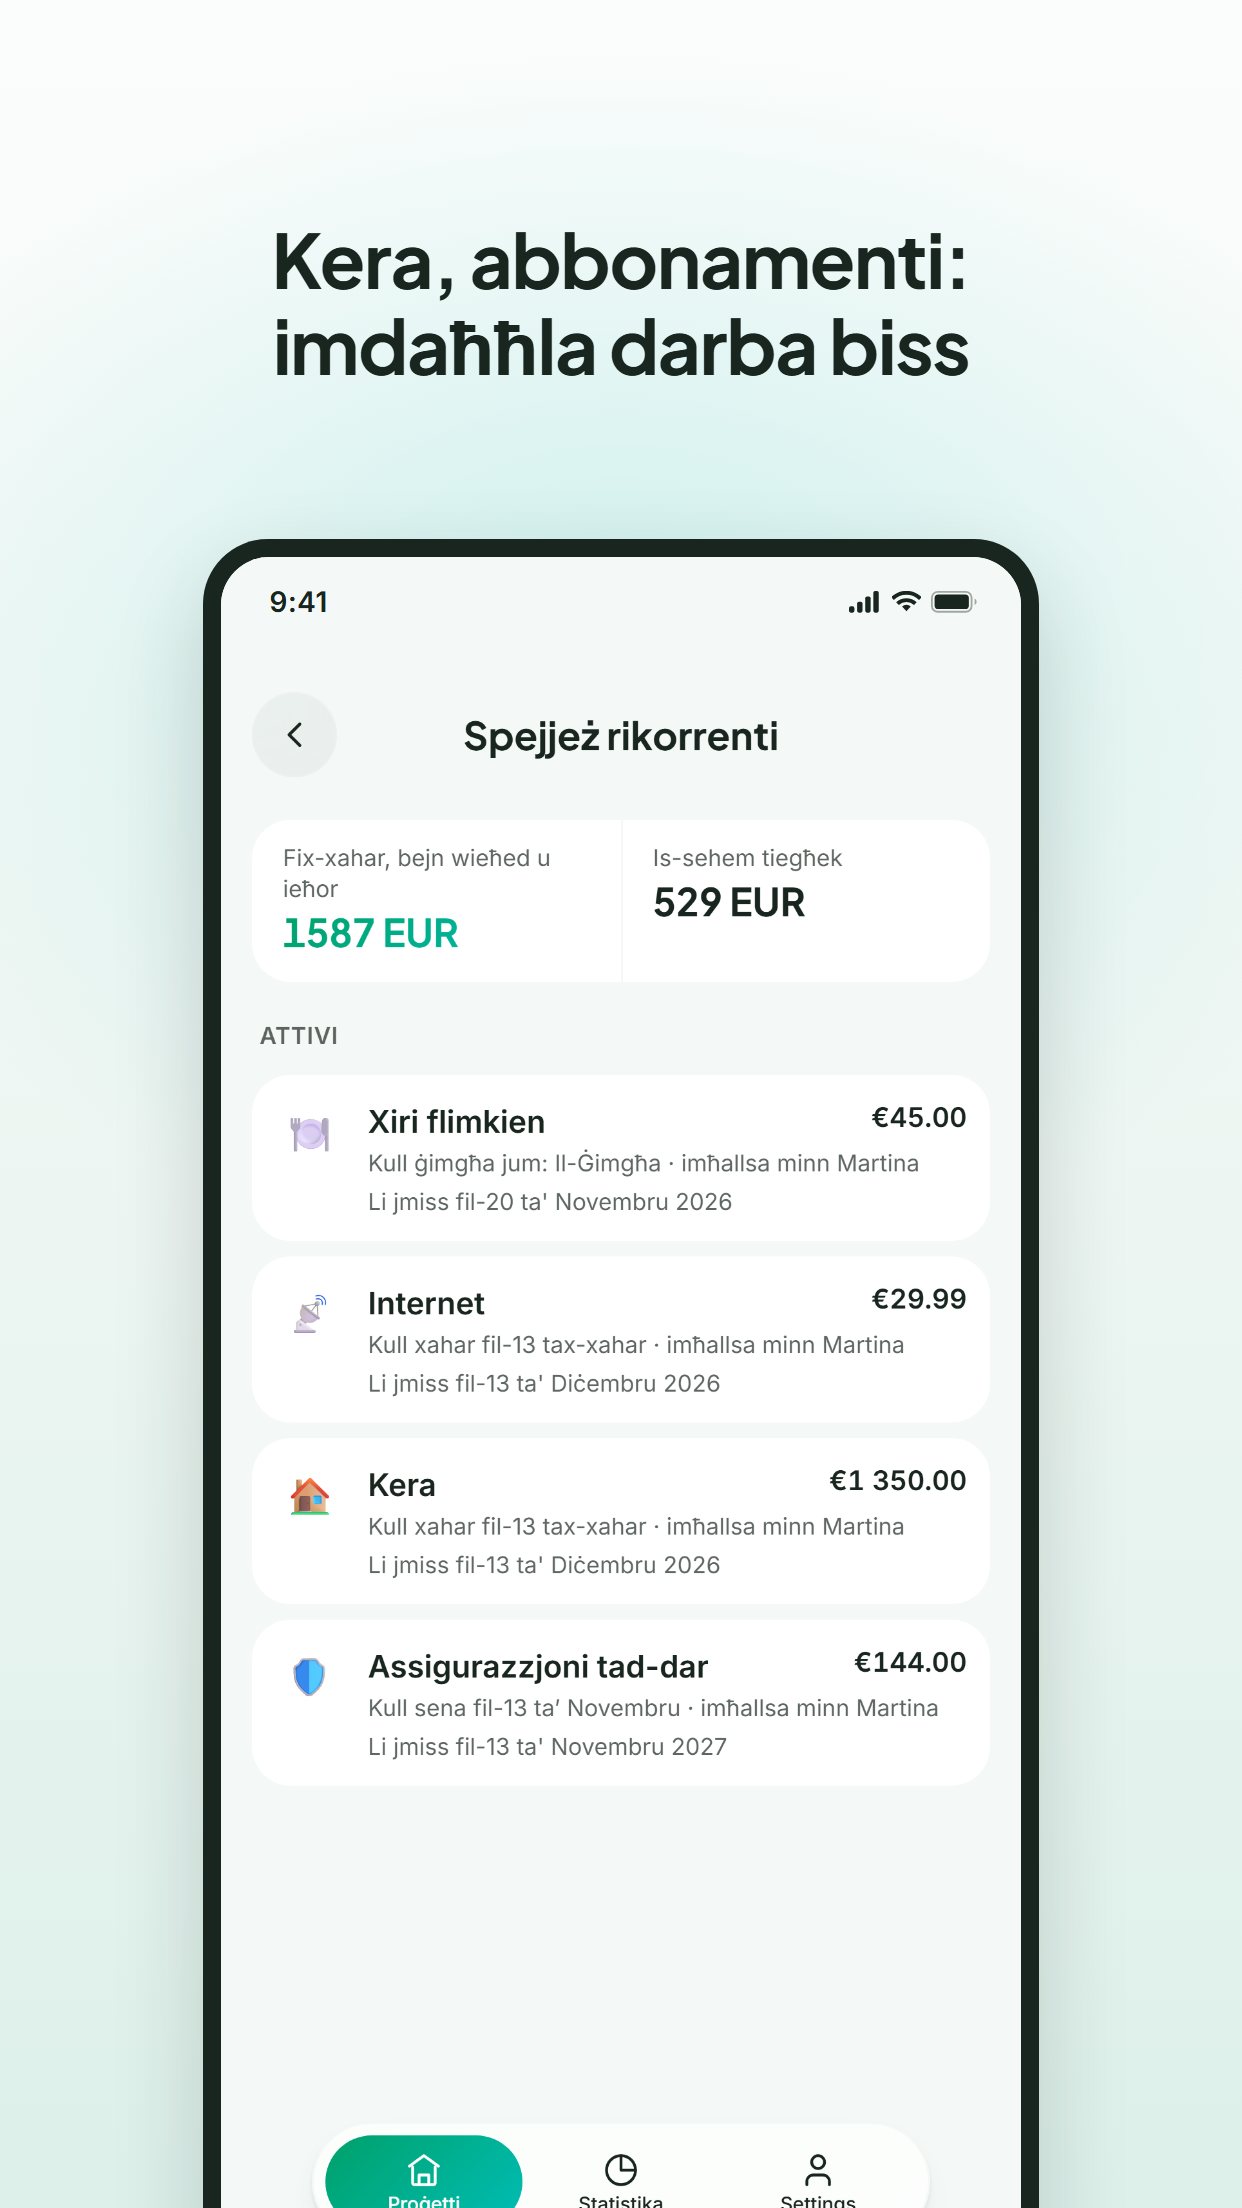 Kera, abbonamenti:
imdaħħla darba biss
9:41
Spejjeż rikorrenti
Fix-xahar, bejn wieħed u
ieħor
1587 EUR
Is-sehem tiegħek
529 EUR
ATTIVI
Xiri flimkien
€45.00
Kull ġimgħa jum: Il-Ġimgħa · imħallsa minn Martina
Li jmiss fil-20 ta' Novembru 2026
Internet
€29.99
Kull xahar fil-13 tax-xahar · imħallsa minn Martina
Li jmiss fil-13 ta' Diċembru 2026
Kera
€1 350.00
Kull xahar fil-13 tax-xahar · imħallsa minn Martina
Li jmiss fil-13 ta' Diċembru 2026
Assigurazzjoni tad-dar
€144.00
Kull sena fil-13 ta’ Novembru · imħallsa minn Martina
Li jmiss fil-13 ta' Novembru 2027
Proġetti
Statistika
Settings